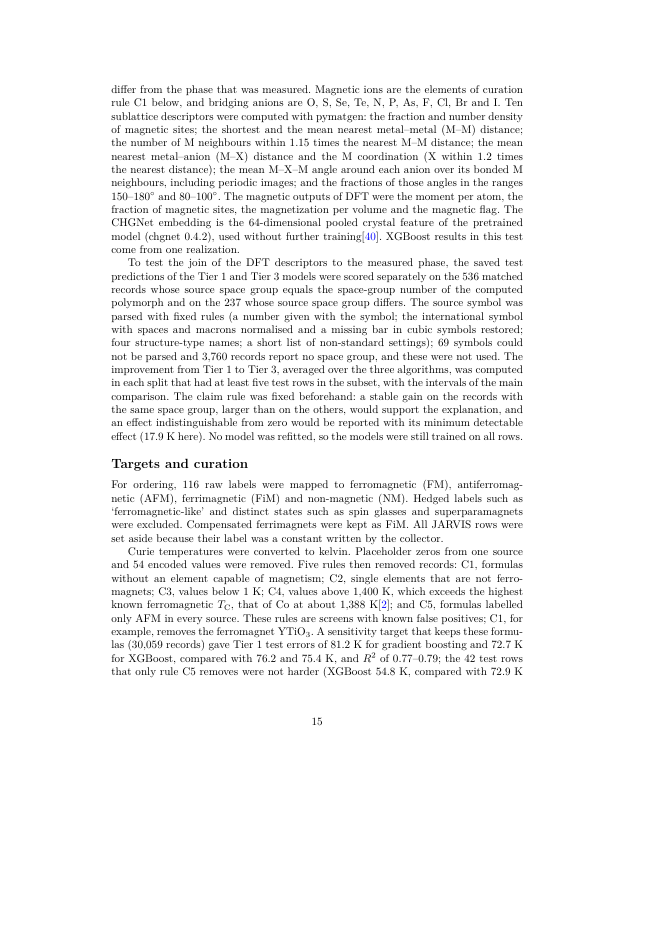 differ from the phase that was measured. Magnetic ions are the elements of curation
rule C1 below, and bridging anions are O, S, Se, Te, N, P, As, F, Cl, Br and I. Ten
sublattice descriptors were computed with pymatgen: the fraction and number density
of magnetic sites; the shortest and the mean nearest metal–metal (M–M) distance;
the number of M neighbours within 1.15 times the nearest M–M distance; the mean
nearest metal–anion (M–X) distance and the M coordination (X within 1.2 times
the nearest distance); the mean M–X–M angle around each anion over its bonded M
neighbours, including periodic images; and the fractions of those angles in the ranges
150–180° and 80–100°. The magnetic outputs of DFT were the moment per atom, the
fraction of magnetic sites, the magnetization per volume and the magnetic flag. The
CHGNet embedding is the 64-dimensional pooled crystal feature of the pretrained
model (chgnet 0.4.2), used without further training[40]. XGBoost results in this test
come from one realization.
To test the join of the DFT descriptors to the measured phase, the saved test
predictions of the Tier 1 and Tier 3 models were scored separately on the 536 matched
records whose source space group equals the space-group number of the computed
polymorph and on the 237 whose source space group differs. The source symbol was
parsed with fixed rules (a number given with the symbol; the international symbol
with spaces and macrons normalised and a missing bar in cubic symbols restored;
four structure-type names; a short list of non-standard settings); 69 symbols could
not be parsed and 3,760 records report no space group, and these were not used. The
improvement from Tier 1 to Tier 3, averaged over the three algorithms, was computed
in each split that had at least five test rows in the subset, with the intervals of the main
comparison. The claim rule was fixed beforehand: a stable gain on the records with
the same space group, larger than on the others, would support the explanation, and
an effect indistinguishable from zero would be reported with its minimum detectable
effect (17.9 K here). No model was refitted, so the models were still trained on all rows.
Targets and curation
For ordering, 116 raw labels were mapped to ferromagnetic (FM), antiferromag-
netic (AFM), ferrimagnetic (FiM) and non-magnetic (NM). Hedged labels such as
‘ferromagnetic-like’ and distinct states such as spin glasses and superparamagnets
were excluded. Compensated ferrimagnets were kept as FiM. All JARVIS rows were
set aside because their label was a constant written by the collector.
Curie temperatures were converted to kelvin. Placeholder zeros from one source
and 54 encoded values were removed. Five rules then removed records: C1, formulas
without an element capable of magnetism; C2, single elements that are not ferro-
magnets; C3, values below 1 K; C4, values above 1,400 K, which exceeds the highest
known ferromagnetic T_C, that of Co at about 1,388 K[2]; and C5, formulas labelled
only AFM in every source. These rules are screens with known false positives; C1, for
example, removes the ferromagnet YTiO₃. A sensitivity target that keeps these formu-
las (30,059 records) gave Tier 1 test errors of 81.2 K for gradient boosting and 72.7 K
for XGBoost, compared with 76.2 and 75.4 K, and R² of 0.77–0.79; the 42 test rows
that only rule C5 removes were not harder (XGBoost 54.8 K, compared with 72.9 K
15